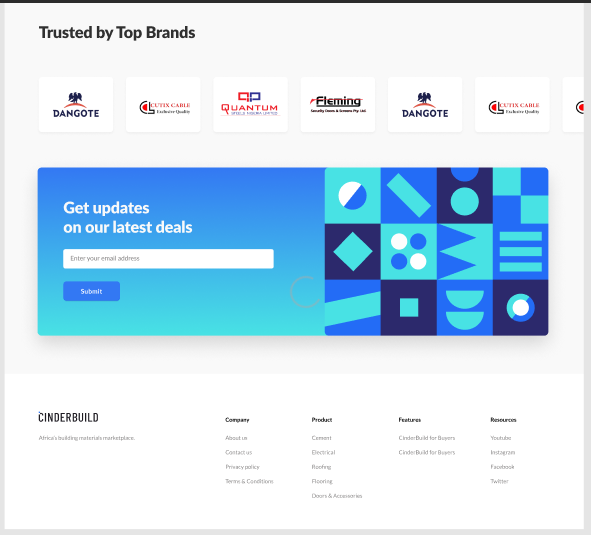 Trusted by Top Brands
DANGOTE
CUTIX CABLE
Exclusive Quality
QUANTUM
Fleming
Security Doors & Screens Pty. Ltd.
DANGOTE
CUTIX CABLE
Exclusive Quality
Get updates
on our latest deals
Enter your email address
Submit
CINDERBUILD
Africa's building materials marketplace.
Company
About us
Contact us
Privacy policy
Terms & Conditions
Product
Cement
Electrical
Roofing
Flooring
Doors & Accessories
Features
CinderBuild for Buyers
CinderBuild for Buyers
Resources
Youtube
Instagram
Facebook
Twitter